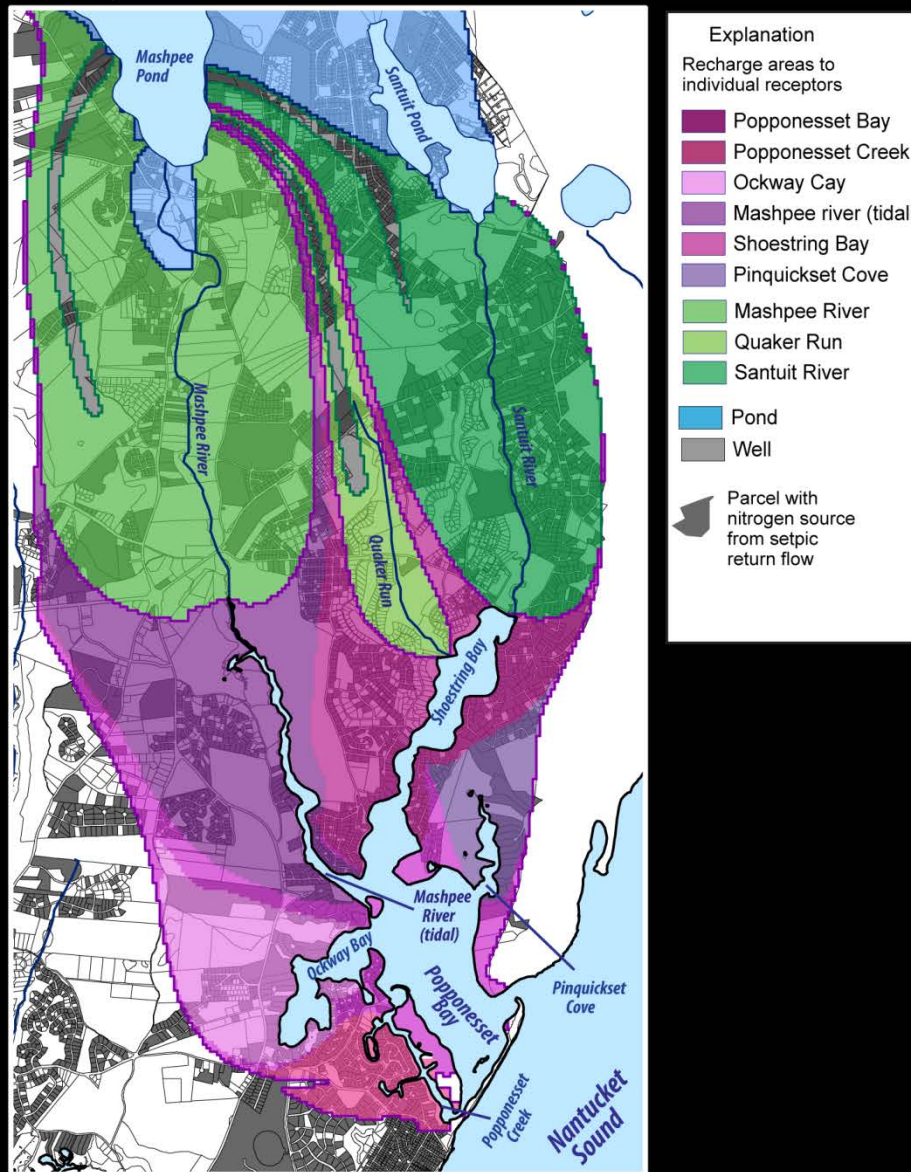 Mashpee
Pond
Santuit Pond
Mashpee River
Santuit River
Quaker Run
Shoestring Bay
Mashpee
River
(tidal)
Ockway Bay
Popponesset
Bay
Pinquickset
Cove
Popponesset
Creek
Nantucket
Sound
Explanation
Recharge areas to
individual receptors
Popponesset Bay
Popponesset Creek
Ockway Cay
Mashpee river (tidal
Shoestring Bay
Pinquickset Cove
Mashpee River
Quaker Run
Santuit River
Pond
Well
Parcel with
nitrogen source
from setpic
return flow